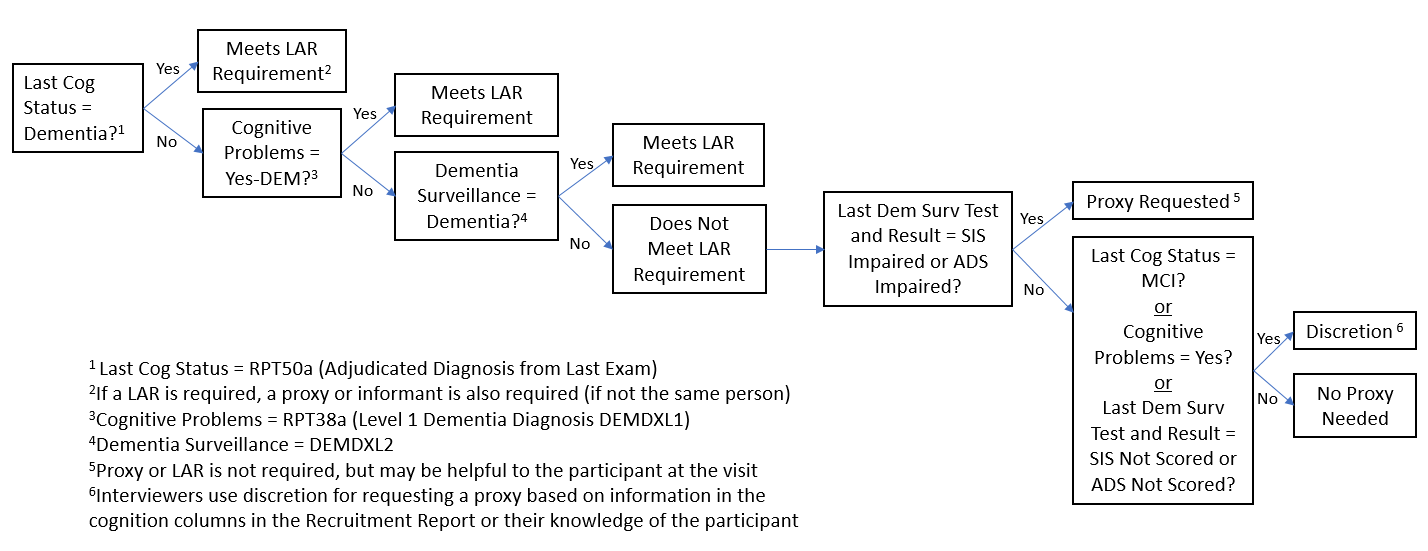 Last Cog
Status =
Dementia?¹
Yes
No
Meets LAR
Requirement²
Cognitive
Problems =
Yes-DEM?³
Yes
No
Meets LAR
Requirement
Dementia
Surveillance =
Dementia?⁴
Yes
No
Meets LAR
Requirement
Does Not
Meet LAR
Requirement
Last Dem Surv Test
and Result = SIS
Impaired or ADS
Impaired?
Yes
No
Proxy Requested ⁵
Last Cog Status =
MCI?
or
Cognitive
Problems = Yes?
or
Last Dem Surv
Test and Result =
SIS Not Scored or
ADS Not Scored?
Yes
No
Discretion ⁶
No Proxy
Needed
¹ Last Cog Status = RPT50a (Adjudicated Diagnosis from Last Exam)
²If a LAR is required, a proxy or informant is also required (if not the same person)
³Cognitive Problems = RPT38a (Level 1 Dementia Diagnosis DEMDXL1)
⁴Dementia Surveillance = DEMDXL2
⁵Proxy or LAR is not required, but may be helpful to the participant at the visit
⁶Interviewers use discretion for requesting a proxy based on information in the
cognition columns in the Recruitment Report or their knowledge of the participant